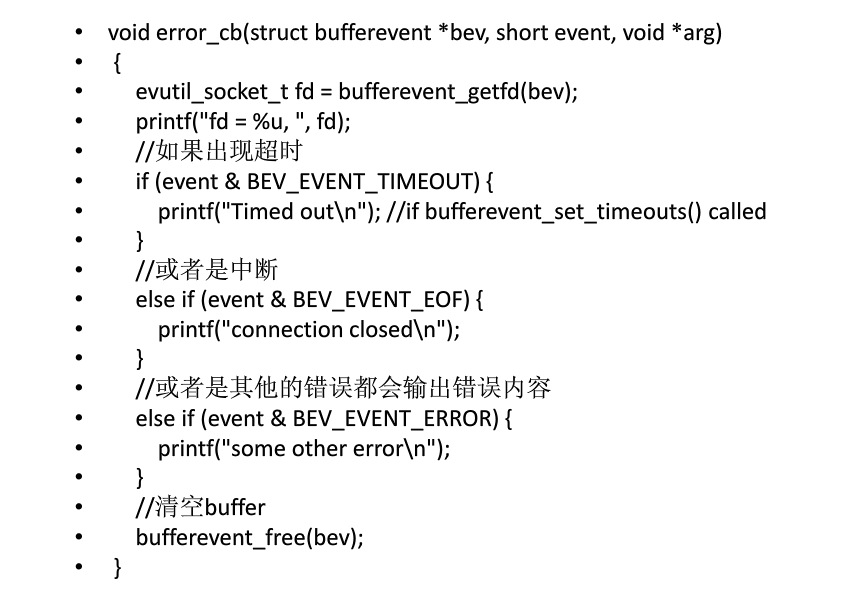 • void error_cb(struct bufferevent *bev, short event, void *arg)
• {
• evutil_socket_t fd = bufferevent_getfd(bev);
• printf("fd = %u, ", fd);
• //如果出现超时
• if (event & BEV_EVENT_TIMEOUT) {
• printf("Timed out\n"); //if bufferevent_set_timeouts() called
• }
• //或者是中断
• else if (event & BEV_EVENT_EOF) {
• printf("connection closed\n");
• }
• //或者是其他的错误都会输出错误内容
• else if (event & BEV_EVENT_ERROR) {
• printf("some other error\n");
• }
• //清空buffer
• bufferevent_free(bev);
• }